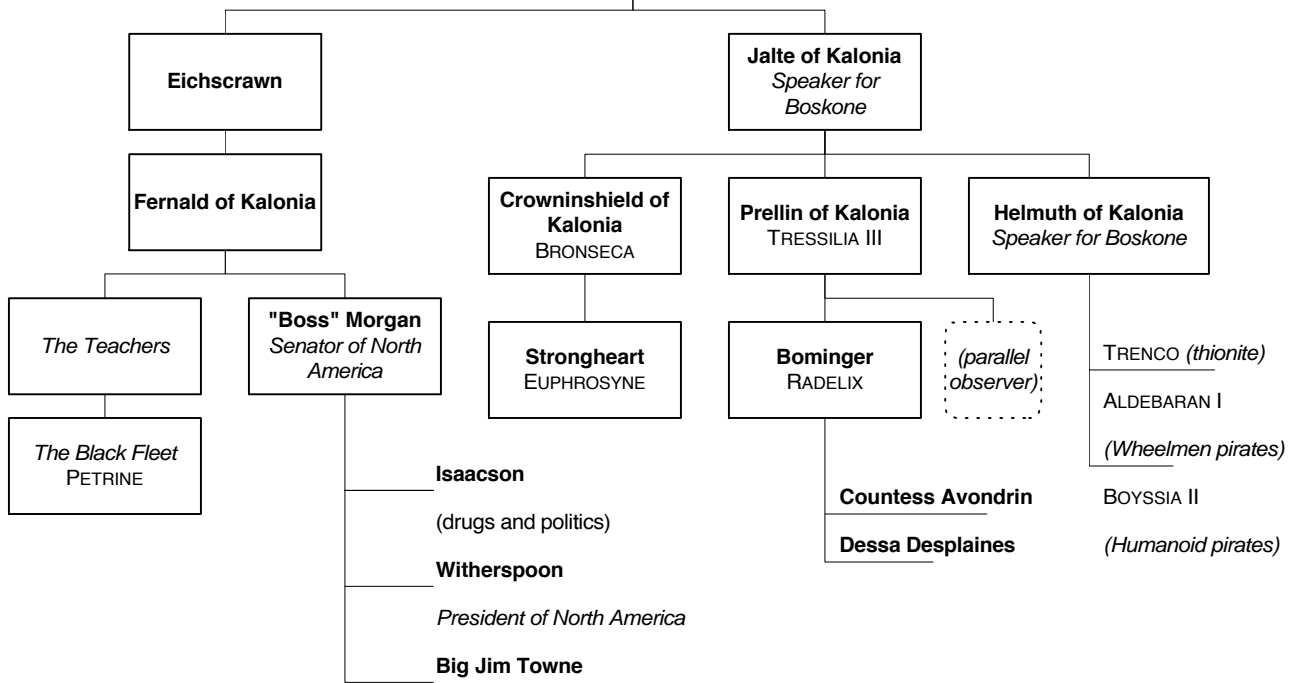 Eichscrawn
Jalte of Kalonia
Speaker for
Boskone
Fernald of Kalonia
Crowninshield of
Kalonia
BRONSECA
Prellin of Kalonia
TRESSILIA III
Helmuth of Kalonia
Speaker for Boskone
The Teachers
"Boss" Morgan
Senator of North
America
Strongheart
EUPHROSYNE
Bominger
RADELIX
(parallel
observer)
TRENCO (thionite)
ALDEBARAN I
(Wheelmen pirates)
BOYSSIA II
(Humanoid pirates)
The Black Fleet
PETRINE
Isaacson
(drugs and politics)
Witherspoon
President of North America
Big Jim Towne
Countess Avondrin
Dessa Desplaines